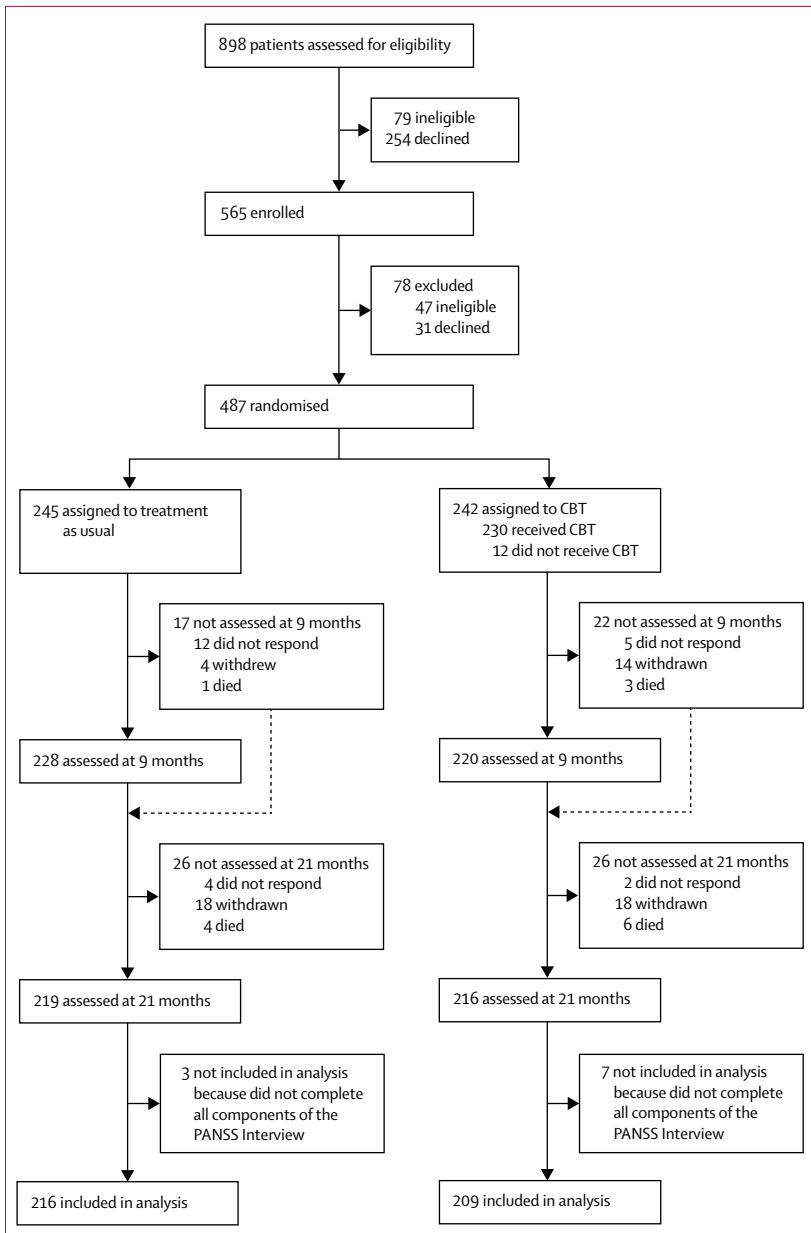 898 patients assessed for eligibility
79 ineligible
254 declined
565 enrolled
78 excluded
47 ineligible
31 declined
487 randomised
245 assigned to treatment
as usual
242 assigned to CBT
230 received CBT
12 did not receive CBT
17 not assessed at 9 months
12 did not respond
4 withdrew
1 died
22 not assessed at 9 months
5 did not respond
14 withdrawn
3 died
228 assessed at 9 months
220 assessed at 9 months
26 not assessed at 21 months
4 did not respond
18 withdrawn
4 died
26 not assessed at 21 months
2 did not respond
18 withdrawn
6 died
219 assessed at 21 months
216 assessed at 21 months
3 not included in analysis
because did not complete
all components of the
PANSS Interview
7 not included in analysis
because did not complete
all components of the
PANSS Interview
216 included in analysis
209 included in analysis